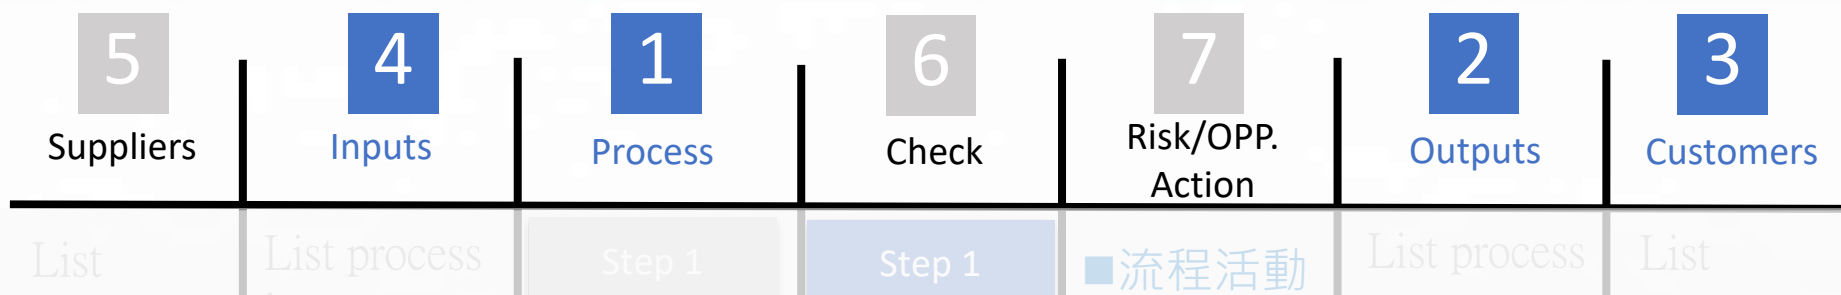 5
4
1
6
7
2
3
Suppliers
Inputs
Process
Check
Risk/OPP.
Action
Outputs
Customers
List
List process
Step 1
Step 1
■流程活動
List process
List